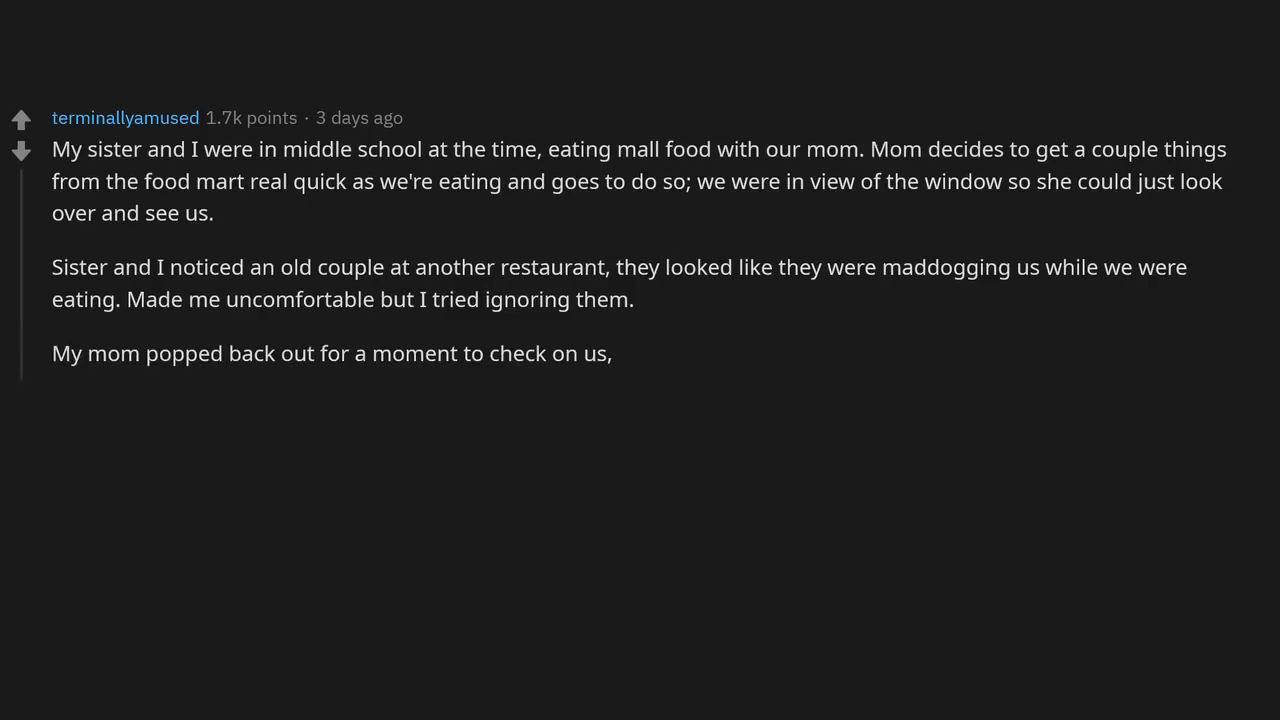 terminallyamused 1.7k points · 3 days ago
My sister and I were in middle school at the time, eating mall food with our mom. Mom decides to get a couple things
from the food mart real quick as we're eating and goes to do so; we were in view of the window so she could just look
over and see us.
Sister and I noticed an old couple at another restaurant, they looked like they were maddogging us while we were
eating. Made me uncomfortable but I tried ignoring them.
My mom popped back out for a moment to check on us,